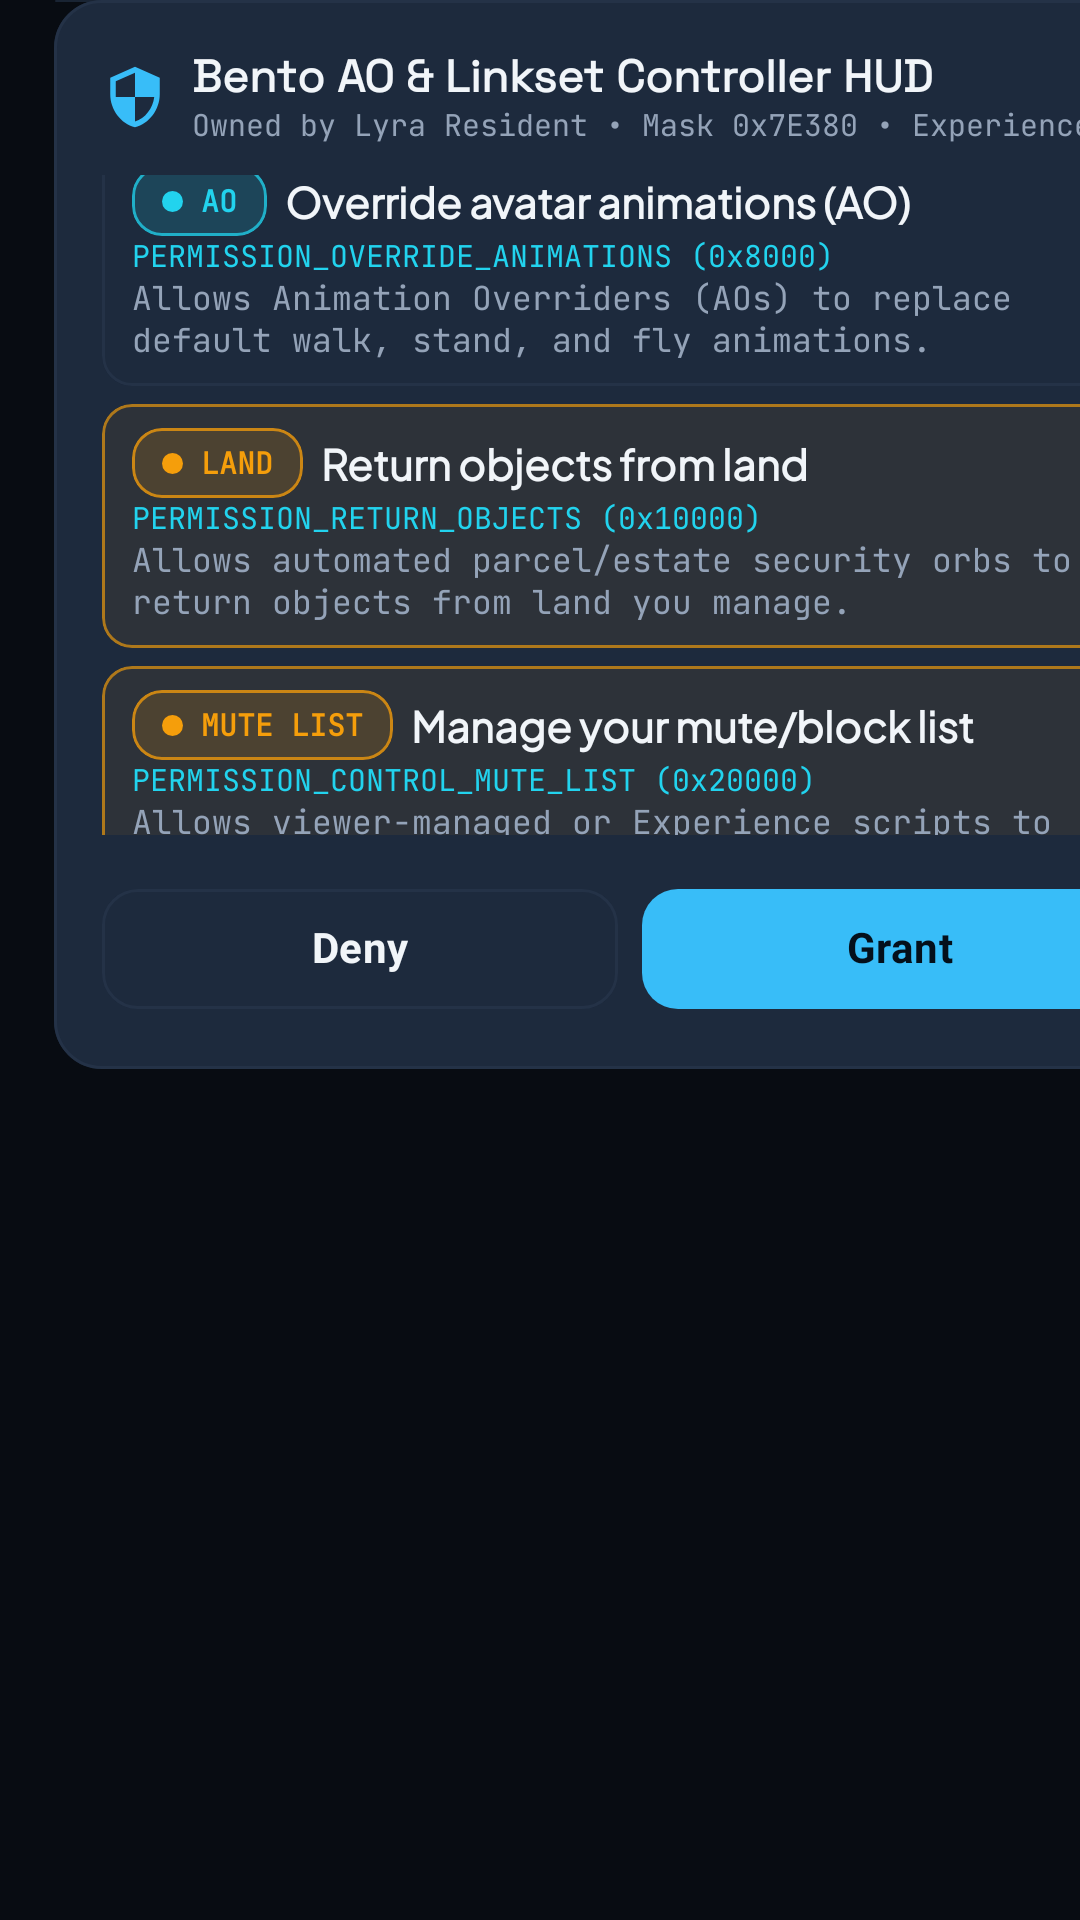 Bento AO & Linkset Controller HUD
Owned by Lyra Resident • Mask 0x7E380 • Experience
AO Override avatar animations (AO)
PERMISSION_OVERRIDE_ANIMATIONS (0x8000)
Allows Animation Overriders (AOs) to replace
default walk, stand, and fly animations.
LAND Return objects from land
PERMISSION_RETURN_OBJECTS (0x10000)
Allows automated parcel/estate security orbs to
return objects from land you manage.
MUTE LIST Manage your mute/block list
PERMISSION_CONTROL_MUTE_LIST (0x20000)
Allows viewer-managed or Experience scripts to
Deny
Grant